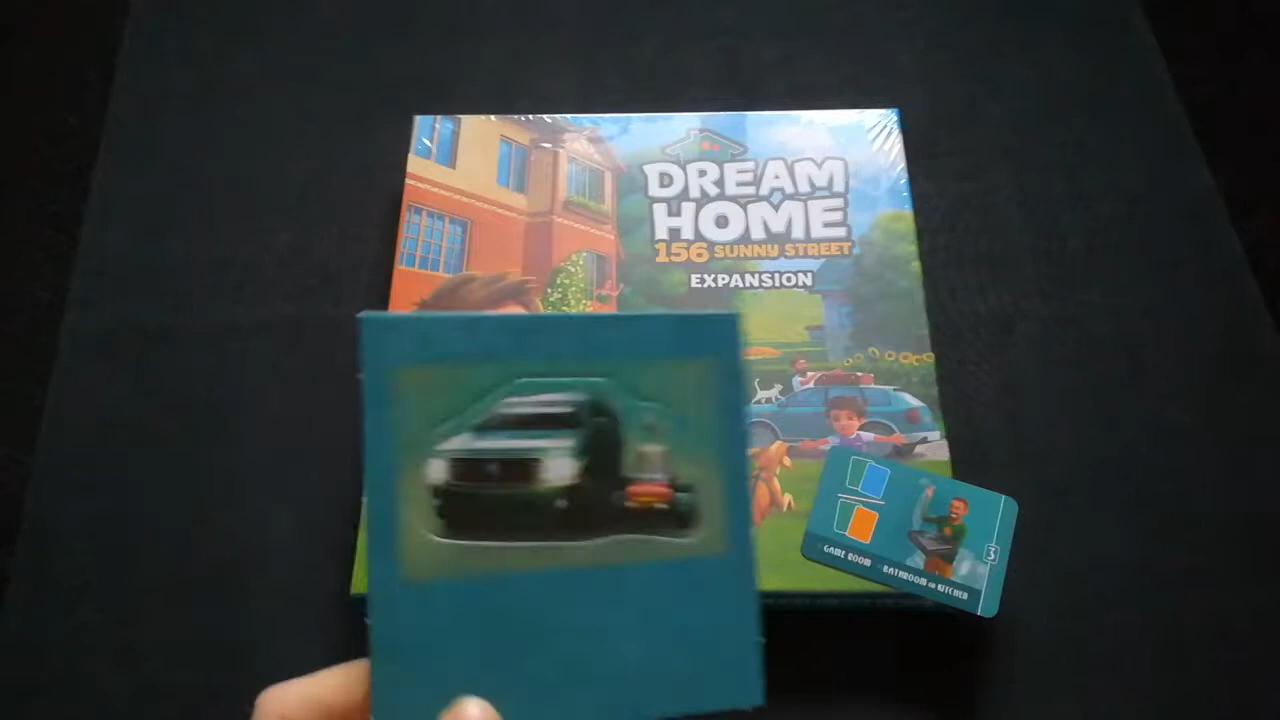 DREAM
HOME
156 SUNNY STREET
EXPANSION
3
GAME ROOM
BATHROOM OR KITCHEN